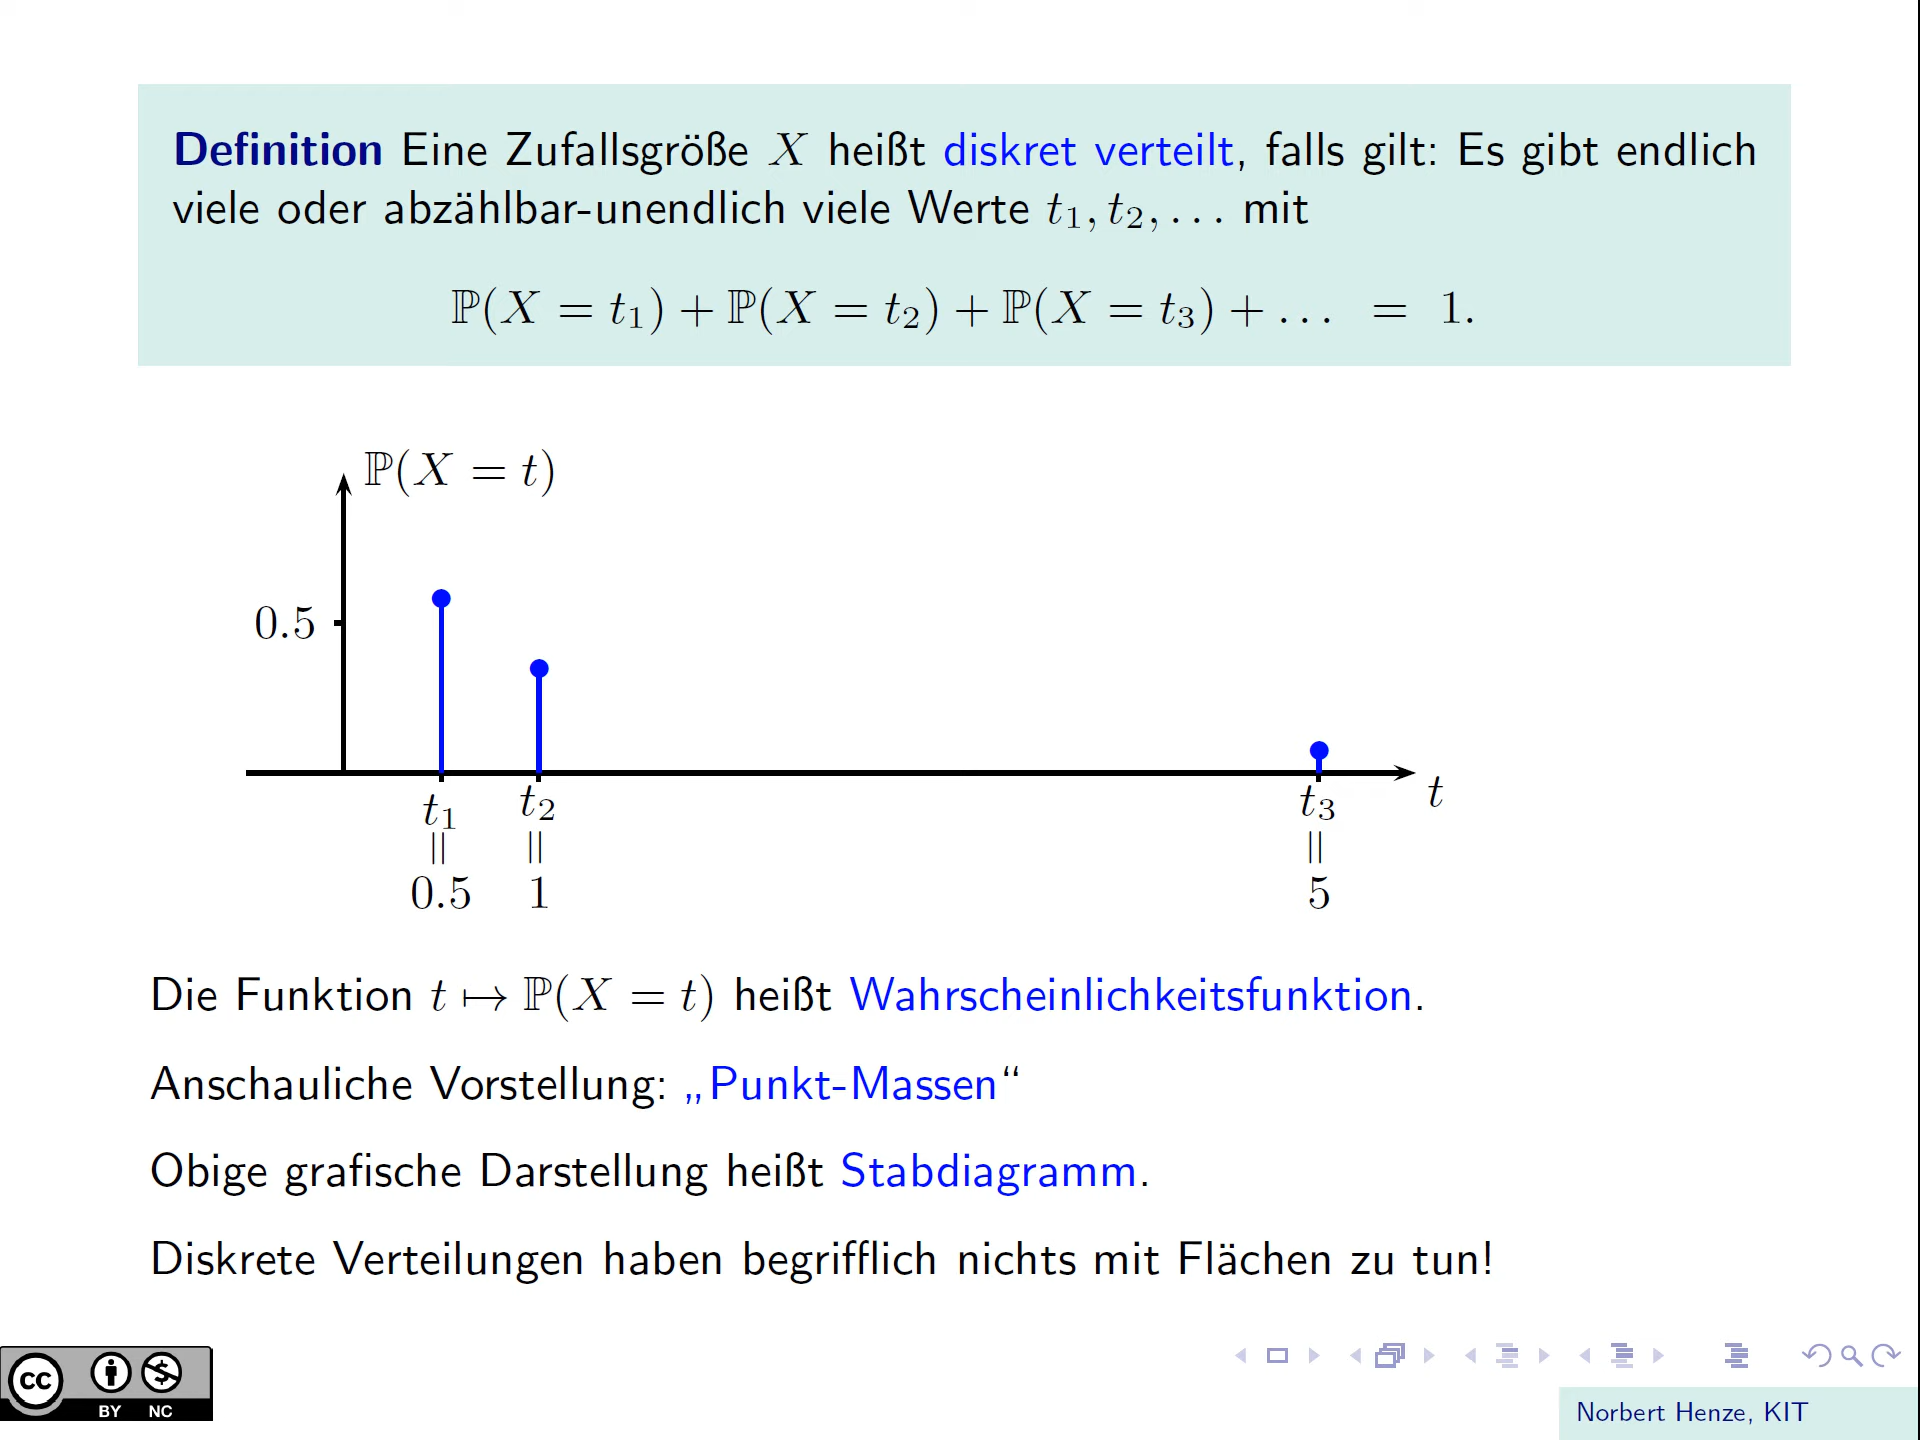 Definition Eine Zufallsgröße X heißt diskret verteilt, falls gilt: Es gibt endlich
viele oder abzählbar-unendlich viele Werte t₁, t₂, . . . mit
ℙ(X = t₁) + ℙ(X = t₂) + ℙ(X = t₃) + . . . = 1.
ℙ(X = t)
0.5
t₁ t₂ t₃ t
|| || ||
0.5 1 5
Die Funktion t ↦ ℙ(X = t) heißt Wahrscheinlichkeitsfunktion.
Anschauliche Vorstellung: „Punkt-Massen“
Obige grafische Darstellung heißt Stabdiagramm.
Diskrete Verteilungen haben begrifflich nichts mit Flächen zu tun!
cc
BY NC
Norbert Henze, KIT